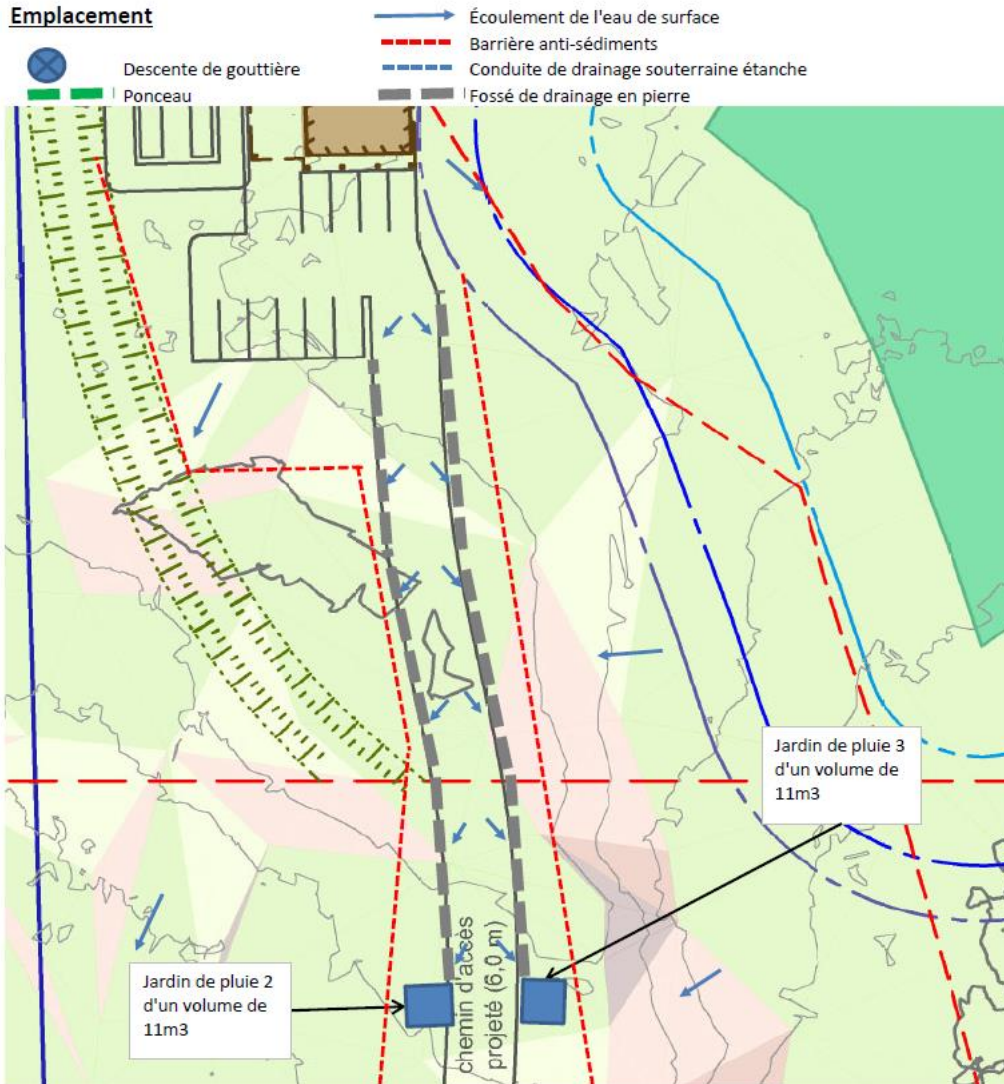 Emplacement
Écoulement de l'eau de surface
Barrière anti-sédiments
Descente de gouttière
Conduite de drainage souterraine étanche
Ponceau
Fossé de drainage en pierre
Jardin de pluie 3
d'un volume de
11m3
Jardin de pluie 2
d'un volume de
11m3
chemin d'accès
projeté (6,0 m)